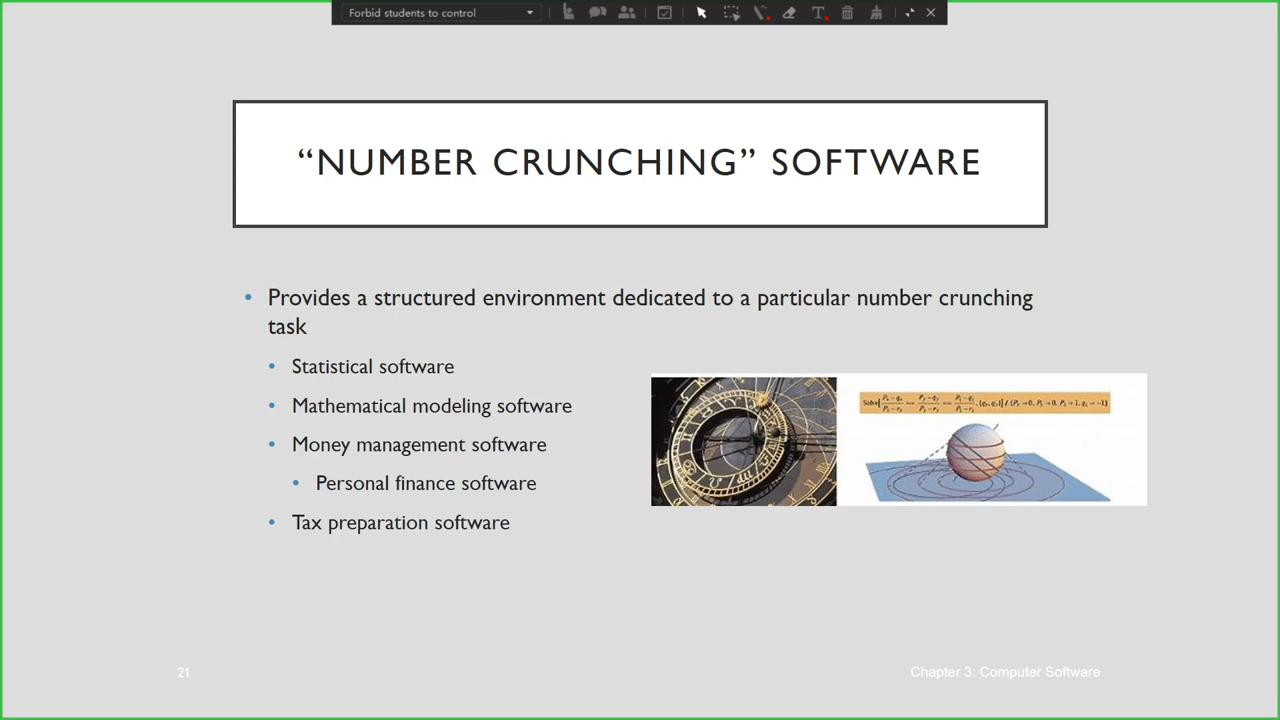 Forbid students to control
“NUMBER CRUNCHING” SOFTWARE
• Provides a structured environment dedicated to a particular number crunching
task
• Statistical software
• Mathematical modeling software
• Money management software
• Personal finance software
• Tax preparation software
21
Chapter 3: Computer Software